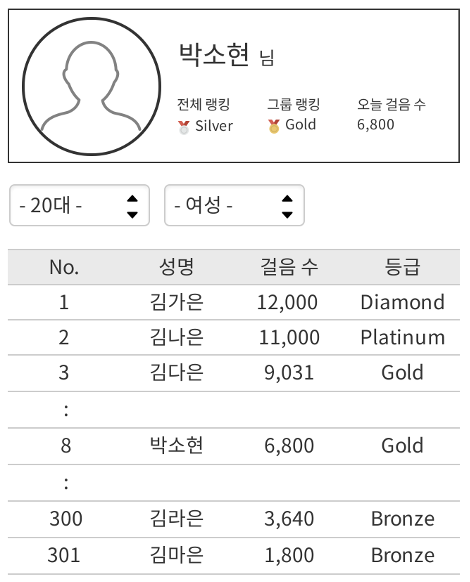 박소현 님
전체 랭킹 그룹 랭킹 오늘 걸음 수
Silver Gold 6,800
- 20대 - - 여성 -
No. 성명 걸음 수 등급
1 김가은 12,000 Diamond
2 김나은 11,000 Platinum
3 김다은 9,031 Gold
:
8 박소현 6,800 Gold
:
300 김라은 3,640 Bronze
301 김마은 1,800 Bronze